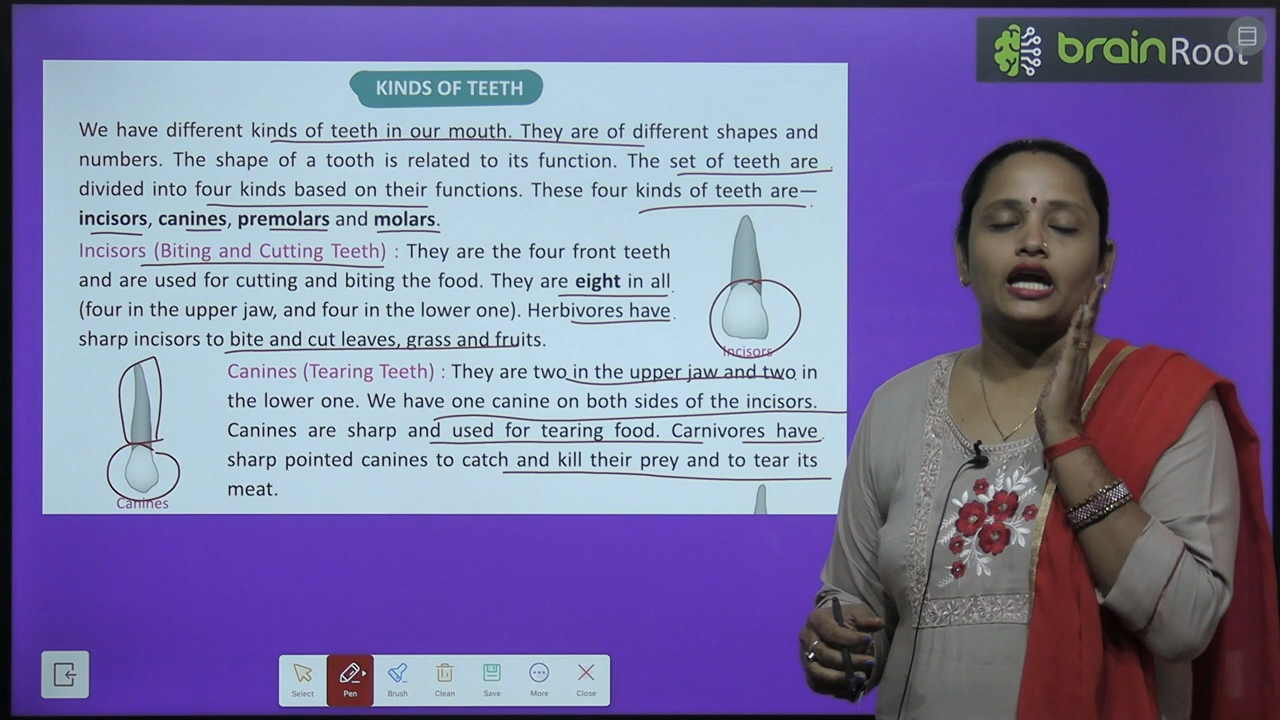 brainRoot
KINDS OF TEETH
We have different kinds of teeth in our mouth. They are of different shapes and
numbers. The shape of a tooth is related to its function. The set of teeth are
divided into four kinds based on their functions. These four kinds of teeth are—
incisors, canines, premolars and molars.
Incisors (Biting and Cutting Teeth) : They are the four front teeth
and are used for cutting and biting the food. They are eight in all
(four in the upper jaw, and four in the lower one). Herbivores have
sharp incisors to bite and cut leaves, grass and fruits.
Incisors
Canines (Tearing Teeth) : They are two in the upper jaw and two in
the lower one. We have one canine on both sides of the incisors.
Canines are sharp and used for tearing food. Carnivores have
sharp pointed canines to catch and kill their prey and to tear its
meat.
Canines
Select Pen Brush Clean Save More Close